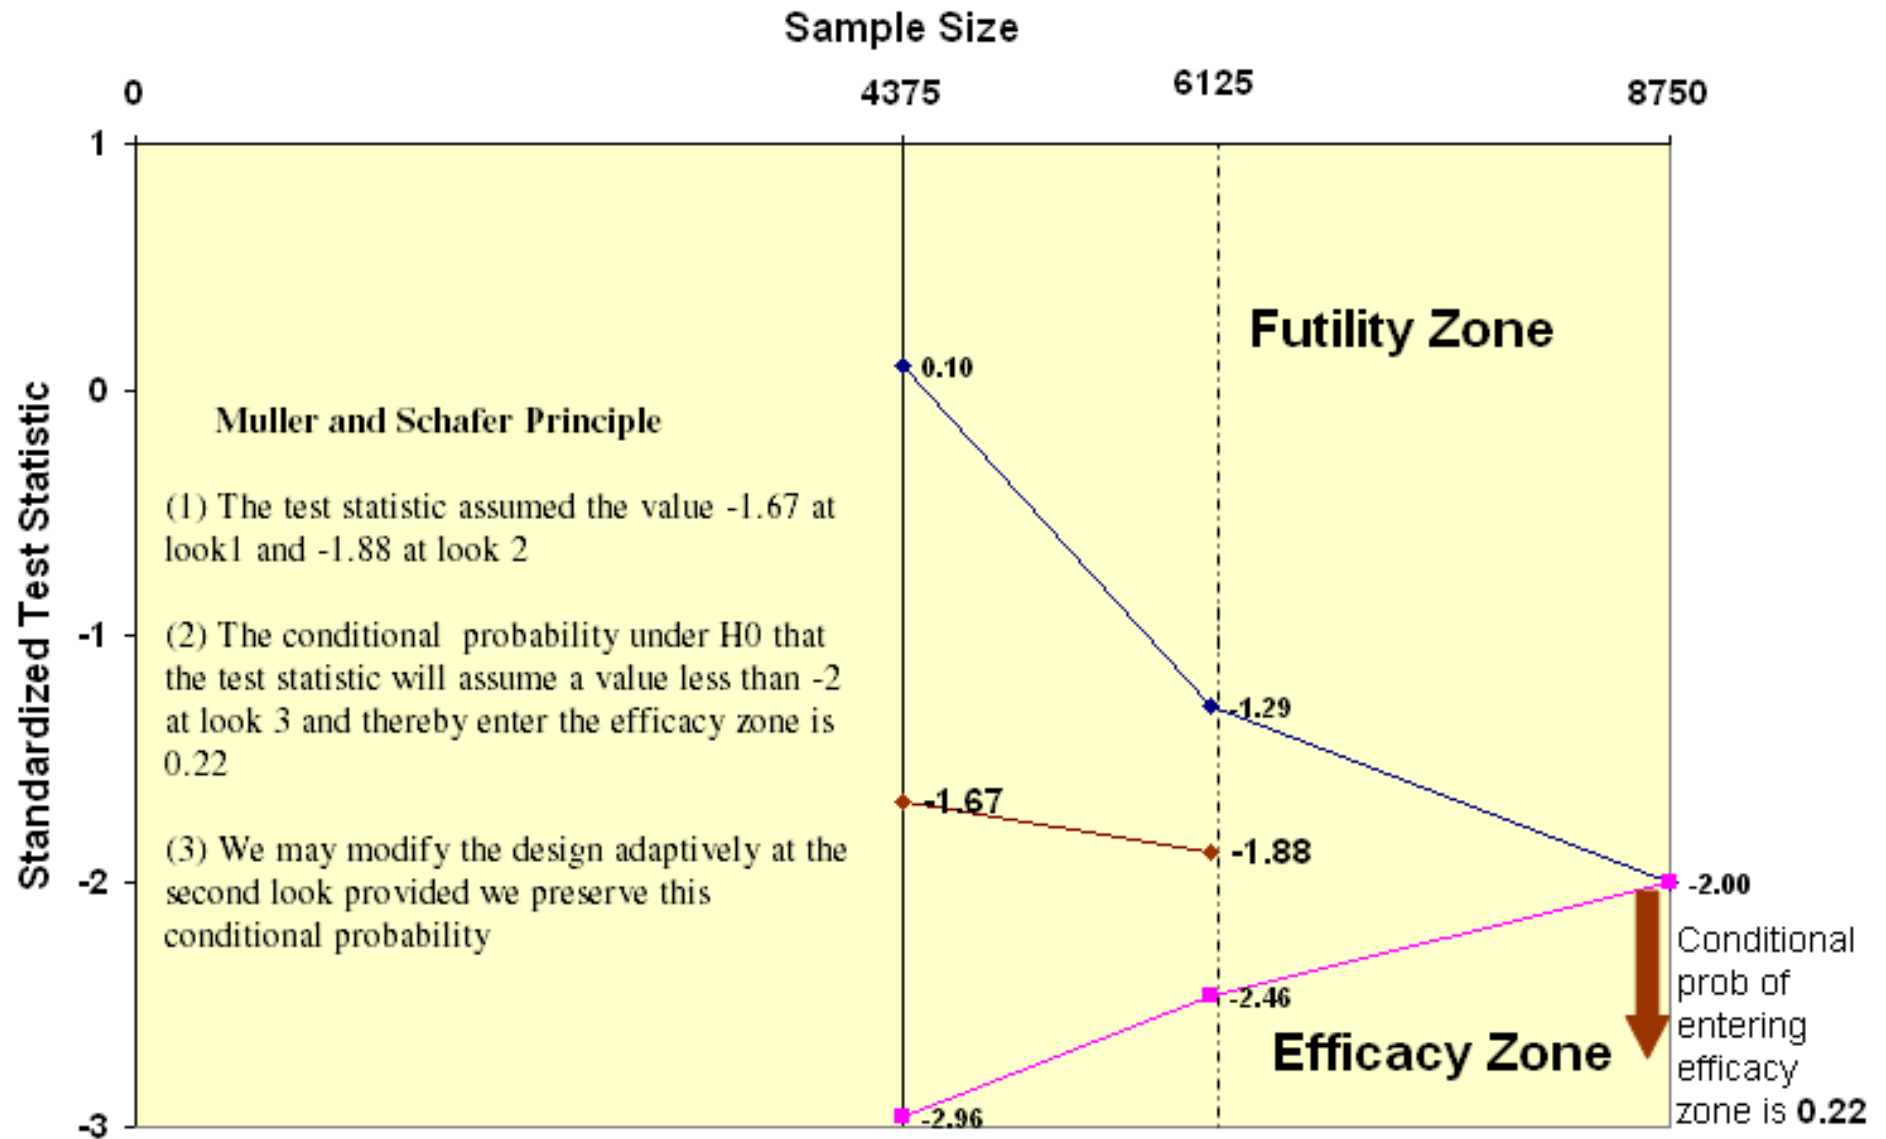 Sample Size
0
4375
6125
8750
1
0
-1
-2
-3
Standardized Test Statistic
Futility Zone
0.10
Muller and Schafer Principle
(1) The test statistic assumed the value -1.67 at
look1 and -1.88 at look 2
(2) The conditional probability under H0 that
the test statistic will assume a value less than -2
at look 3 and thereby enter the efficacy zone is
0.22
(3) We may modify the design adaptively at the
second look provided we preserve this
conditional probability
-1.29
-1.67
-1.88
-2.00
-2.46
-2.96
Efficacy Zone
Conditional
prob of
entering
efficacy
zone is 0.22